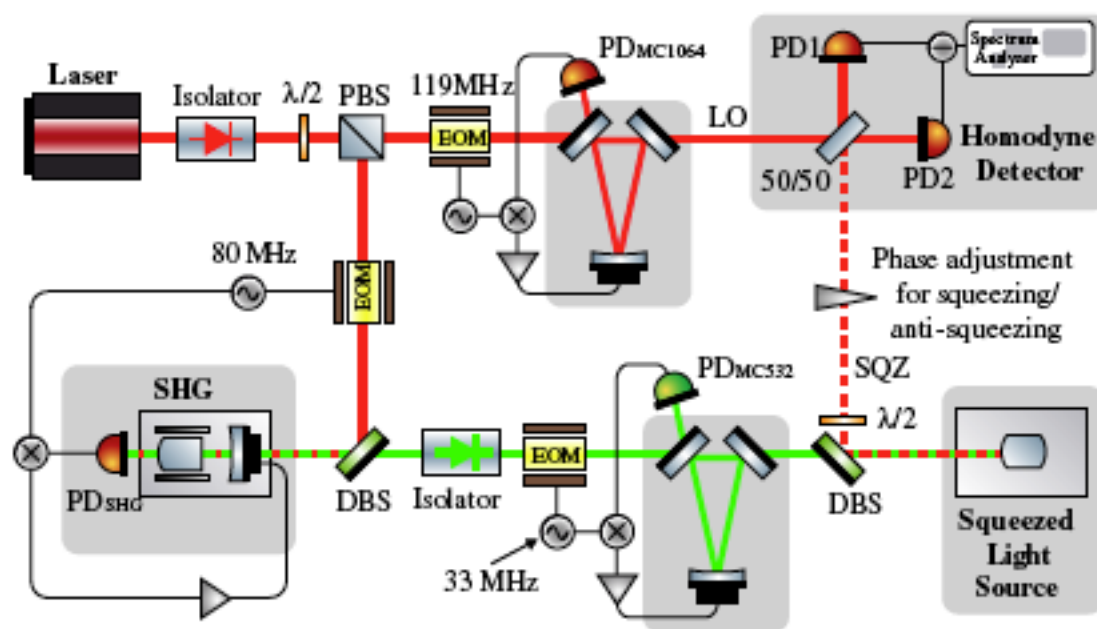 Laser
Isolator
λ/2
PBS
119MHz
EOM
PDMC1064
LO
PD1
Spectrum
Analyzer
50/50
PD2
Homodyne
Detector
80 MHz
EOM
Phase adjustment
for squeezing/
anti-squeezing
SHG
PDSHG
DBS
Isolator
EOM
33 MHz
PDMC532
SQZ
λ/2
DBS
Squeezed
Light
Source